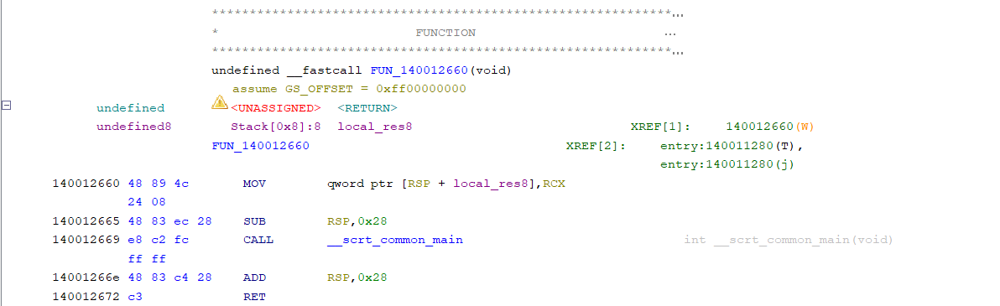 *************************************************************...
* FUNCTION ...
*************************************************************...
undefined __fastcall FUN_140012660(void)
assume GS_OFFSET = 0xff00000000
undefined <UNASSIGNED> <RETURN>
undefined8 Stack[0x8]:8 local_res8 XREF[1]: 140012660(W)
FUN_140012660 XREF[2]: entry:140011280(T),
entry:140011280(j)
140012660 48 89 4c MOV qword ptr [RSP + local_res8],RCX
24 08
140012665 48 83 ec 28 SUB RSP,0x28
140012669 e8 c2 fc CALL __scrt_common_main int __scrt_common_main(void)
ff ff
14001266e 48 83 c4 28 ADD RSP,0x28
140012672 c3 RET